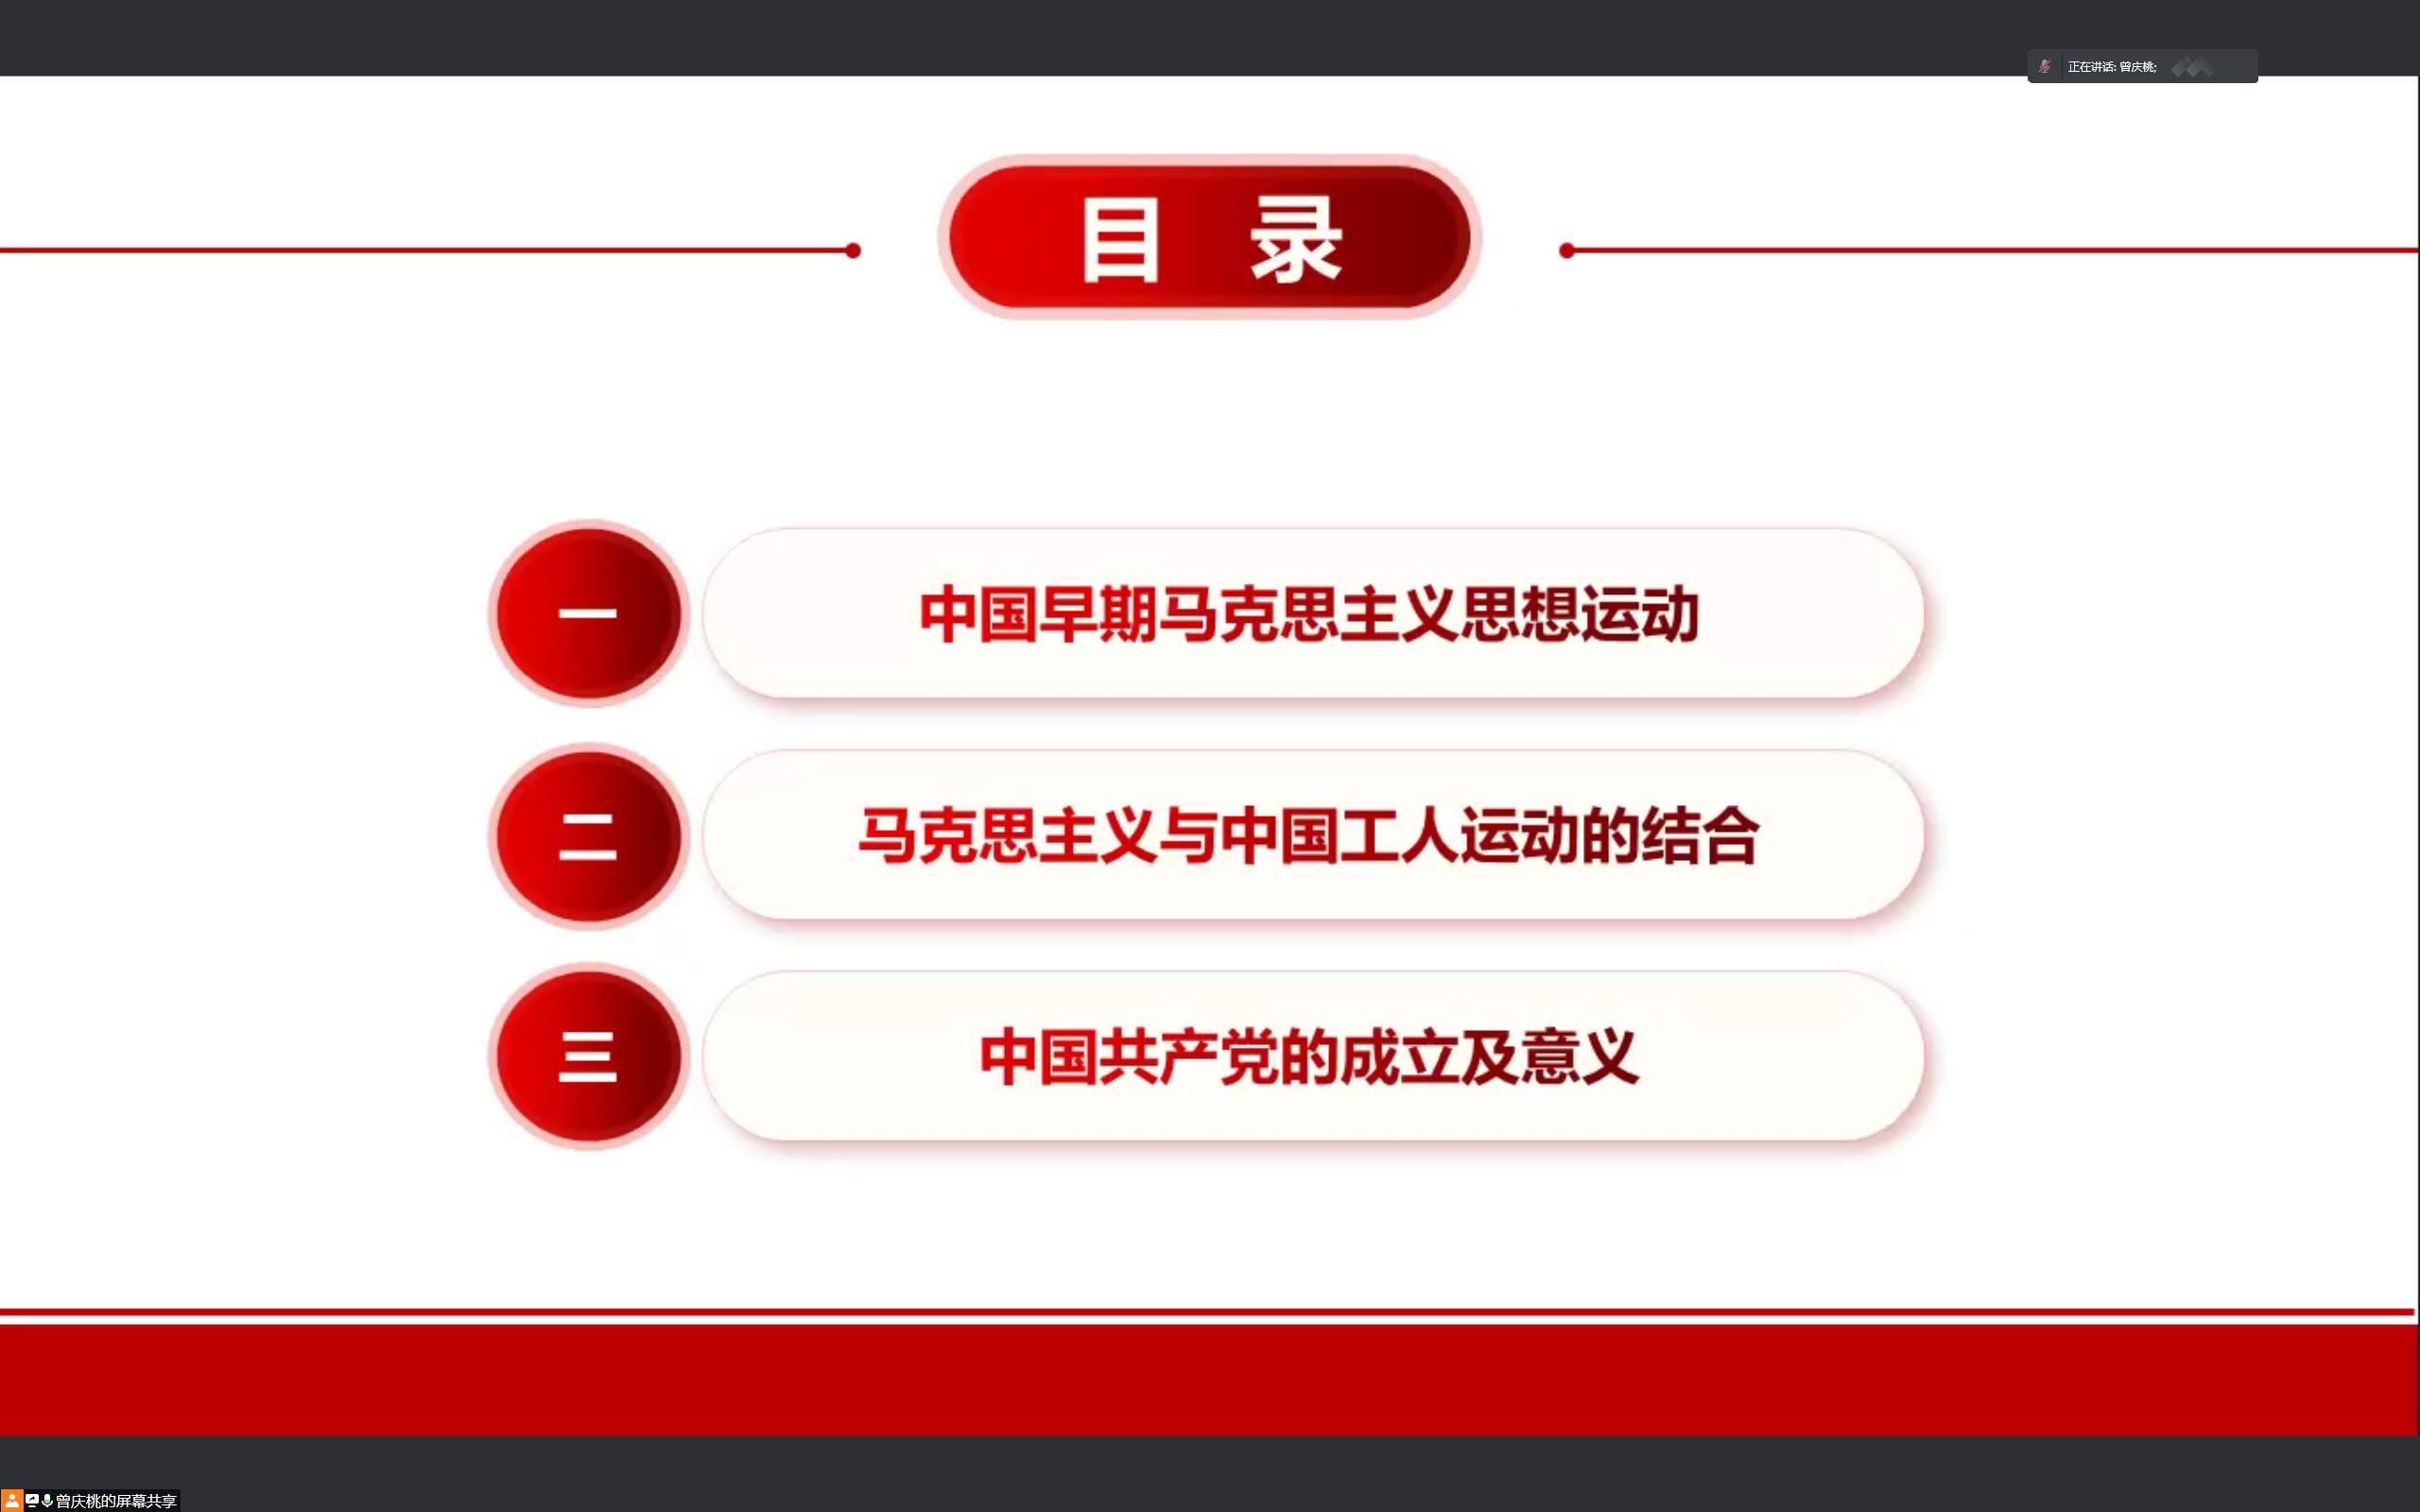 正在讲话: 曾庆桃;
目 录
一
中国早期马克思主义思想运动
二
马克思主义与中国工人运动的结合
三
中国共产党的成立及意义
曾庆桃的屏幕共享